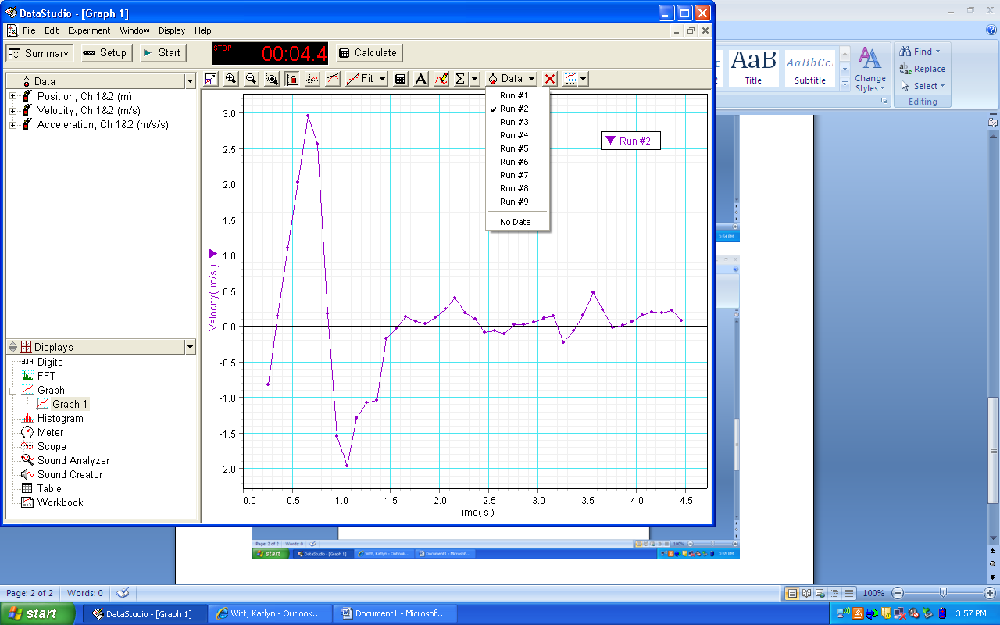 DataStudio - [Graph 1]
File Edit Experiment Window Display Help
Summary Setup Start STOP 00:04.4 Calculate
Data
Position, Ch 1&2 (m)
Velocity, Ch 1&2 (m/s)
Acceleration, Ch 1&2 (m/s/s)
Displays
3.14 Digits
FFT
Graph
Graph 1
Histogram
Meter
Scope
Sound Analyzer
Sound Creator
Table
Workbook
Fit A Σ Data
Run #1
Run #2
Run #3
Run #4
Run #5
Run #6
Run #7
Run #8
Run #9
No Data
Run #2
3.0
2.5
2.0
1.5
1.0
0.5
0.0
-0.5
-1.0
-1.5
-2.0
Velocity( m/s )
0.0 0.5 1.0 1.5 2.0 2.5 3.0 3.5 4.0 4.5
Time( s )
AaB AaBbCc.
Title Subtitle
Change Styles
A
Find
Replace
Select
Editing
3:54 PM
Page: 2 of 2 Words: 0 100%
start DataStudio - [Graph 1] Witt, Katlyn - Outlook... Document1 - Microsof... 3:55 PM
Page: 2 of 2 Words: 0 100%
start DataStudio - [Graph 1] Witt, Katlyn - Outlook... Document1 - Microsof... 3:57 PM